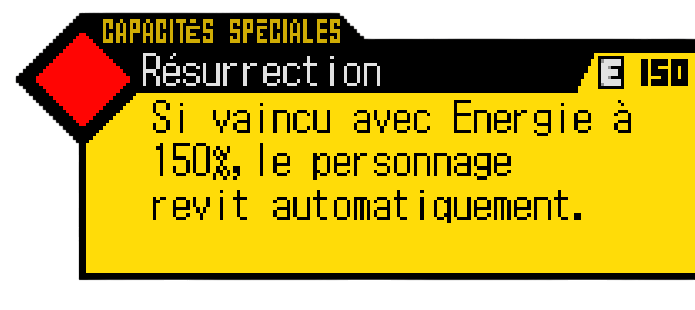 CAPACITÉS SPÉCIALES
Résurrection
E 150
Si vaincu avec Energie à
150%, le personnage
revit automatiquement.